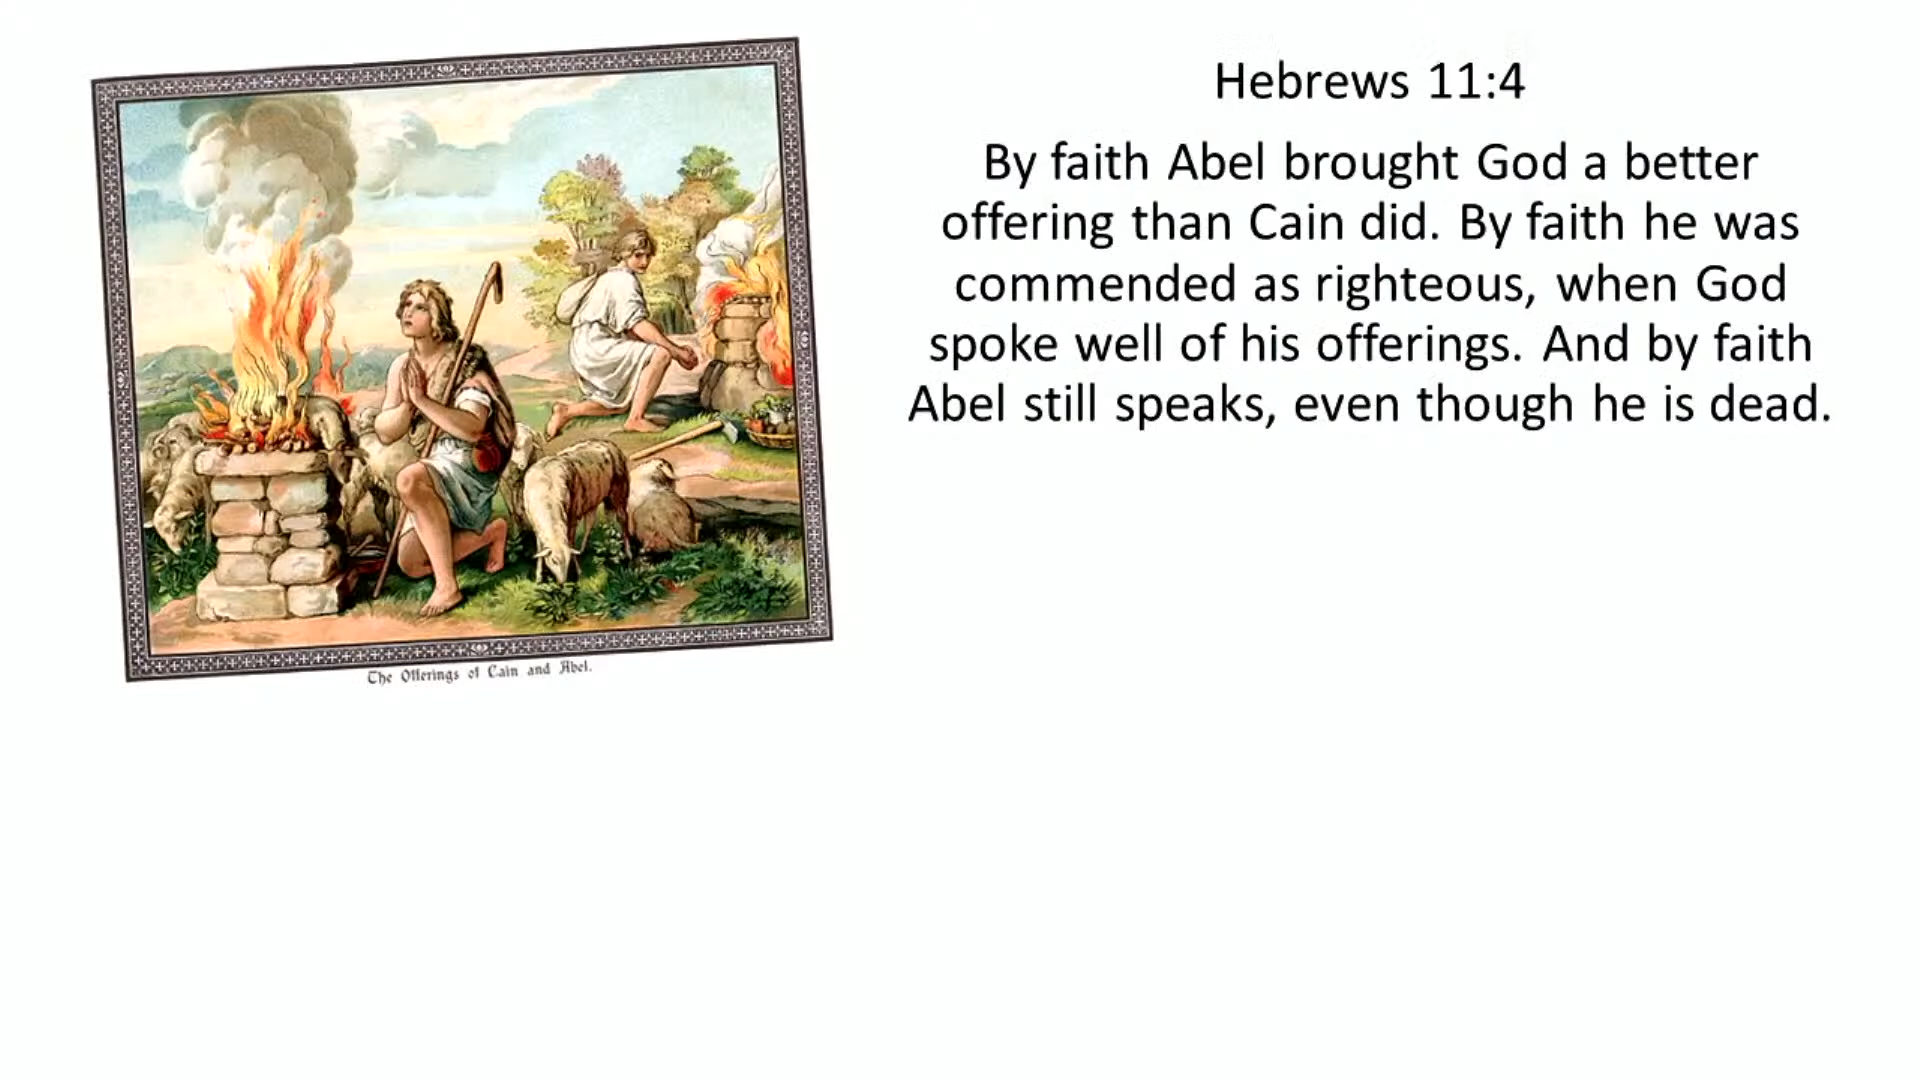 Hebrews 11:4
By faith Abel brought God a better
offering than Cain did. By faith he was
commended as righteous, when God
spoke well of his offerings. And by faith
Abel still speaks, even though he is dead.
The Offerings of Cain and Abel.